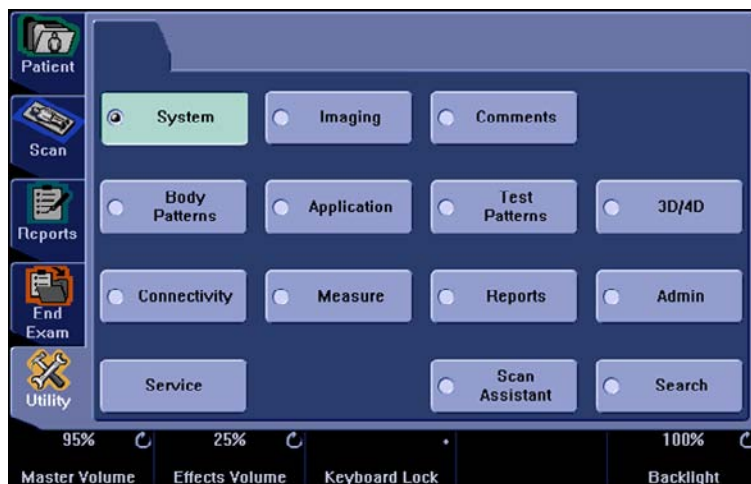 Patient
Scan
Reports
End
Exam
Utility
System
Imaging
Comments
Body
Patterns
Application
Test
Patterns
3D/4D
Connectivity
Measure
Reports
Admin
Service
Scan
Assistant
Search
95%
25%
100%
Master Volume
Effects Volume
Keyboard Lock
Backlight